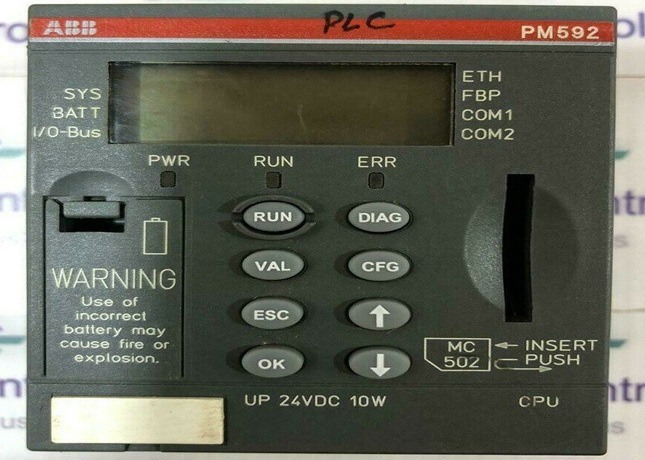 ABB PLC PM592
SYS
BATT
I/O-Bus
ETH
FBP
COM1
COM2
PWR RUN ERR
RUN DIAG
VAL CFG
ESC
OK
WARNING
Use of
incorrect
battery may
cause fire or
explosion.
MC
502
INSERT
PUSH
UP 24VDC 10W CPU